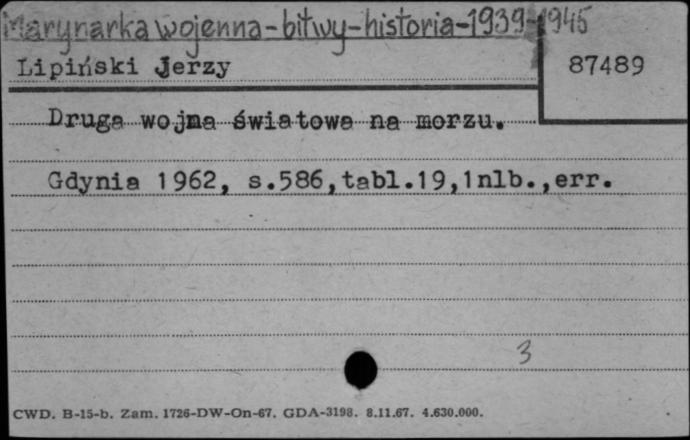 Marynarka wojenna-bitwy-historia-1939-1945
Lipiński Jerzy
87489
Druga wojna światowa na morzu.
Gdynia 1962, s.586,tabl.19,1nlb.,err.
3
CWD. B-15-b. Zam. 1726-DW-On-67. GDA-3198. 8.11.67. 4.630.000.